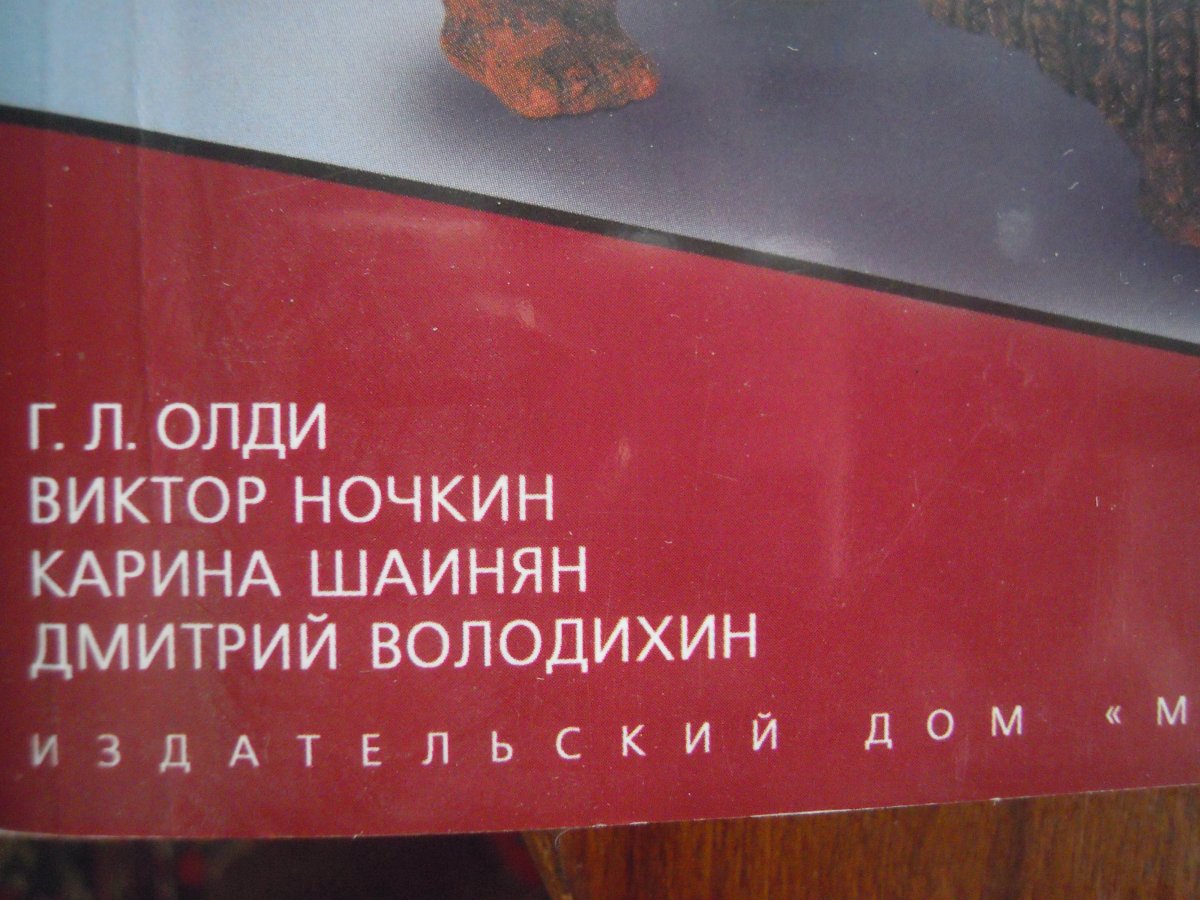 Г. Л. ОЛДИ
ВИКТОР НОЧКИН
КАРИНА ШАИНЯН
ДМИТРИЙ ВОЛОДИХИН
ИЗДАТЕЛЬСКИЙ ДОМ «М